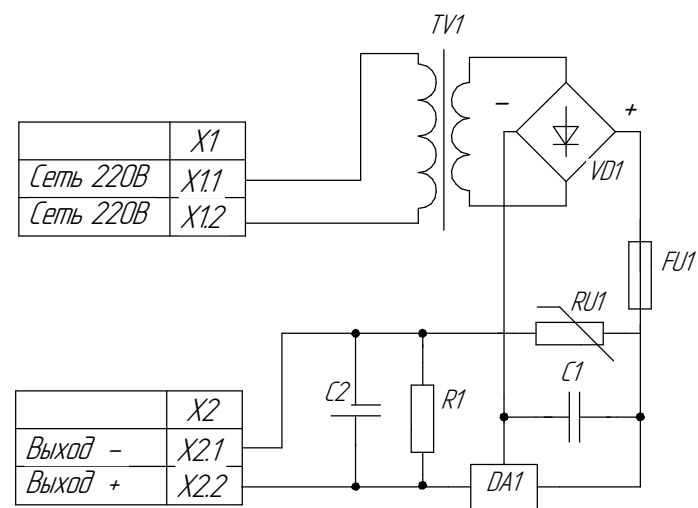 TV1
–
+
VD1
X1
Сеть 220В X1.1
Сеть 220В X1.2
FU1
RU1
C1
C2
R1
X2
Выход – X2.1
Выход + X2.2
DA1